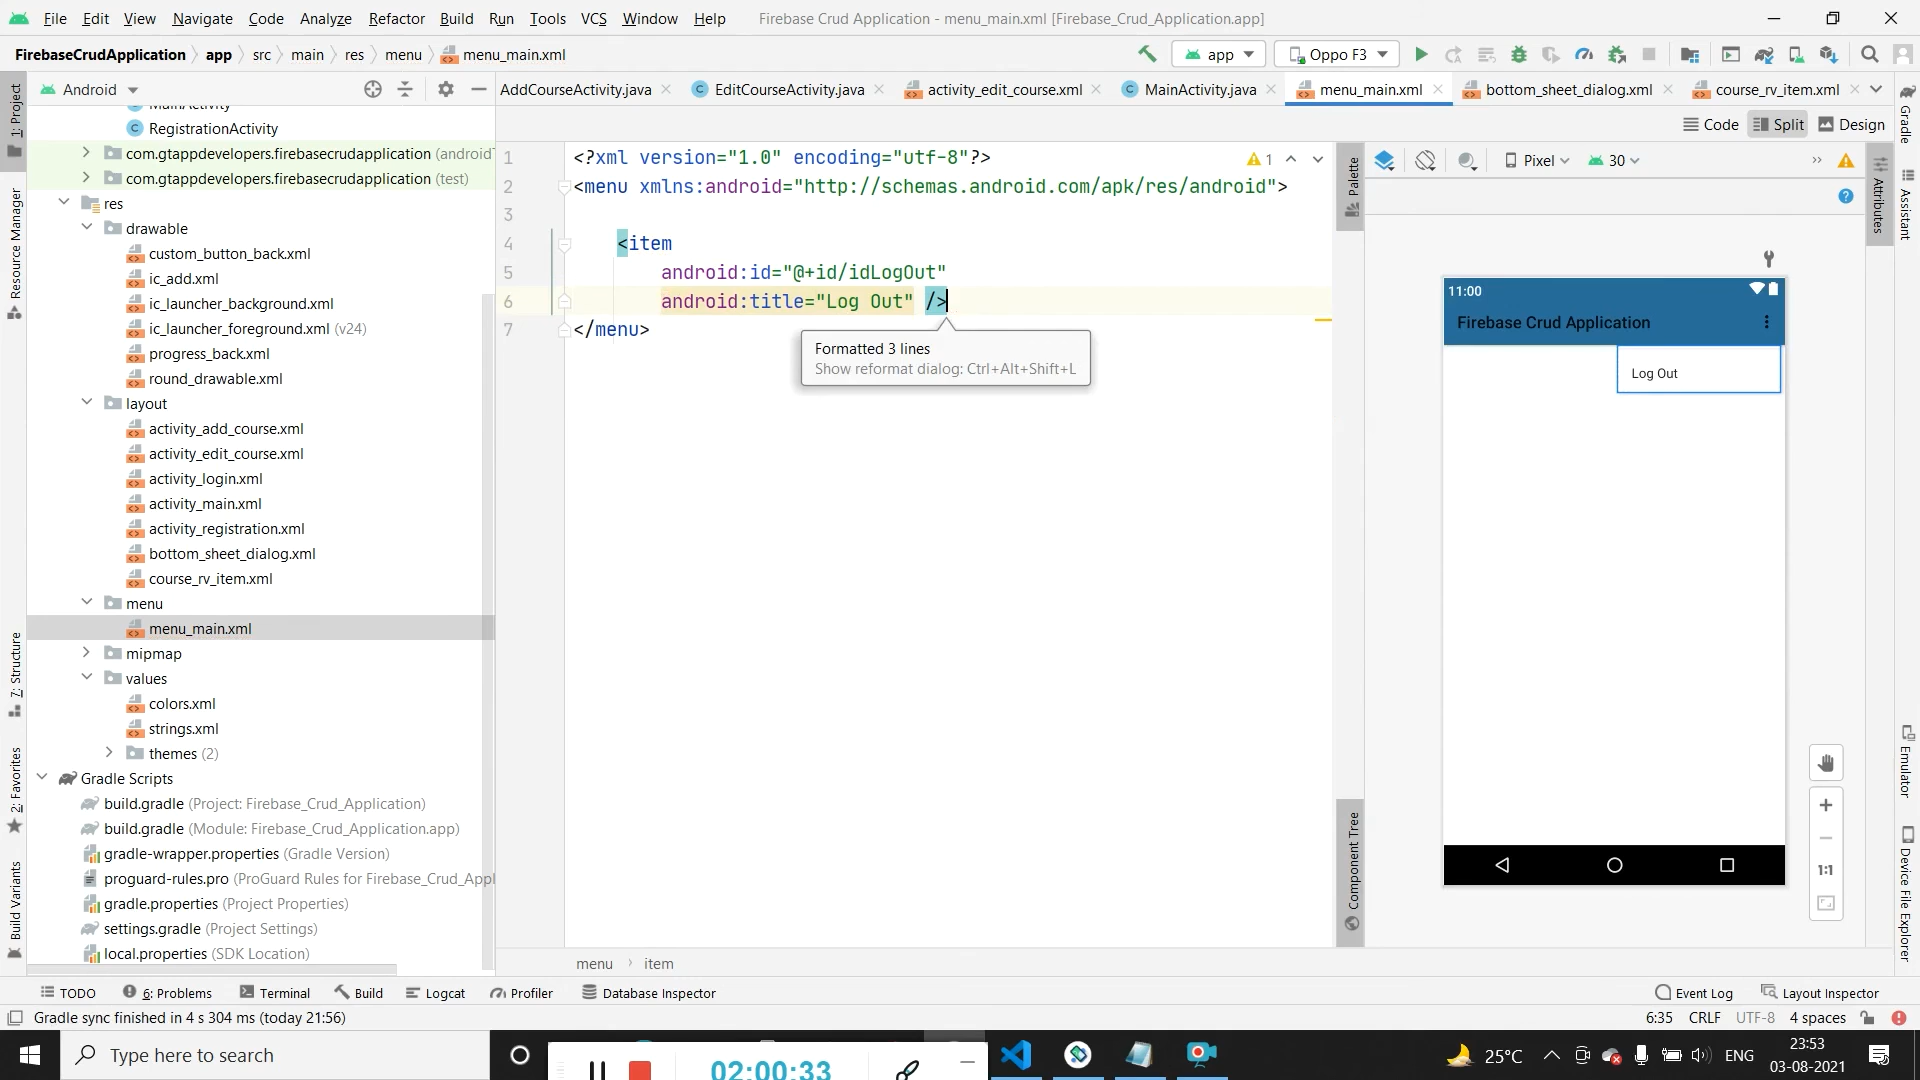 File Edit View Navigate Code Analyze Refactor Build Run Tools VCS Window Help Firebase Crud Application - menu_main.xml [Firebase_Crud_Application.app]
FirebaseCrudApplication app src main res menu menu_main.xml app Oppo F3
Android
AddCourseActivity.java EditCourseActivity.java activity_edit_course.xml MainActivity.java menu_main.xml bottom_sheet_dialog.xml course_rv_item.xml
Code Split Design
1: Project
Resource Manager
7: Structure
2: Favorites
Build Variants
MainActivity
RegistrationActivity
com.gtappdevelopers.firebasecrudapplication (android
com.gtappdevelopers.firebasecrudapplication (test)
res
drawable
custom_button_back.xml
ic_add.xml
ic_launcher_background.xml
ic_launcher_foreground.xml (v24)
progress_back.xml
round_drawable.xml
layout
activity_add_course.xml
activity_edit_course.xml
activity_login.xml
activity_main.xml
activity_registration.xml
bottom_sheet_dialog.xml
course_rv_item.xml
menu
menu_main.xml
mipmap
values
colors.xml
strings.xml
themes (2)
Gradle Scripts
build.gradle (Project: Firebase_Crud_Application)
build.gradle (Module: Firebase_Crud_Application.app)
gradle-wrapper.properties (Gradle Version)
proguard-rules.pro (ProGuard Rules for Firebase_Crud_Appl
gradle.properties (Project Properties)
settings.gradle (Project Settings)
local.properties (SDK Location)
1 <?xml version="1.0" encoding="utf-8"?>
2 <menu xmlns:android="http://schemas.android.com/apk/res/android">
3
4 <item
5 android:id="@+id/idLogOut"
6 android:title="Log Out" />
7 </menu>
1
Formatted 3 lines
Show reformat dialog: Ctrl+Alt+Shift+L
menu item
Palette
Component Tree
Pixel 30
11:00
Firebase Crud Application
Log Out
1:1
Attributes
Gradle
Assistant
Emulator
Device File Explorer
TODO 6: Problems Terminal Build Logcat Profiler Database Inspector Event Log Layout Inspector
Gradle sync finished in 4 s 304 ms (today 21:56) 6:35 CRLF UTF-8 4 spaces
Type here to search 02:00:33 25°C ENG 23:53
03-08-2021